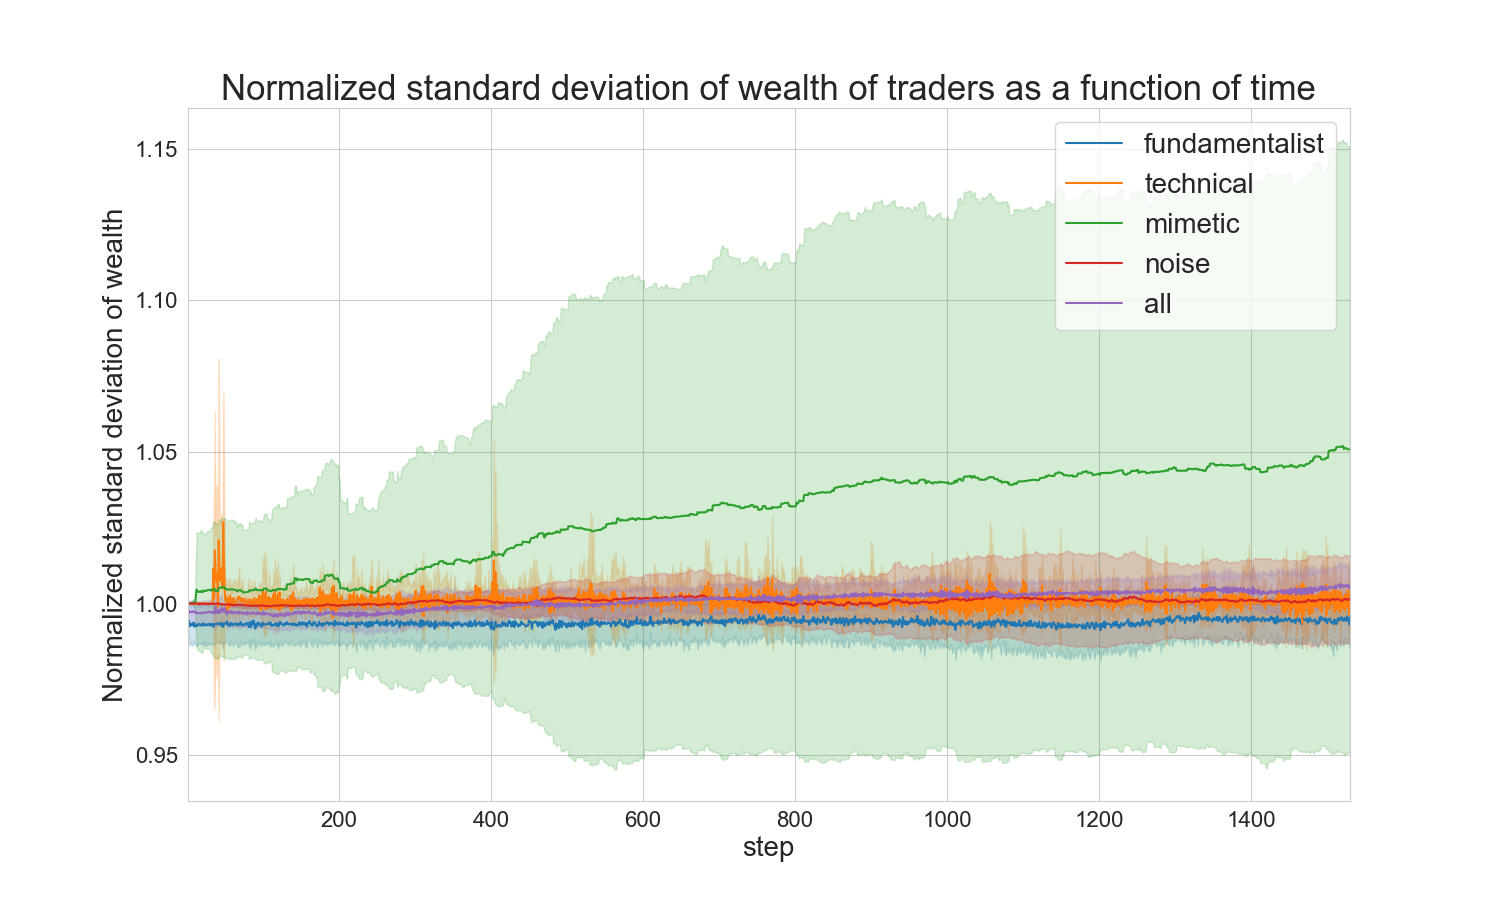 Normalized standard deviation of wealth of traders as a function of time
Normalized standard deviation of wealth
1.15
1.10
1.05
1.00
0.95
fundamentalist
technical
mimetic
noise
all
200 400 600 800 1000 1200 1400
step